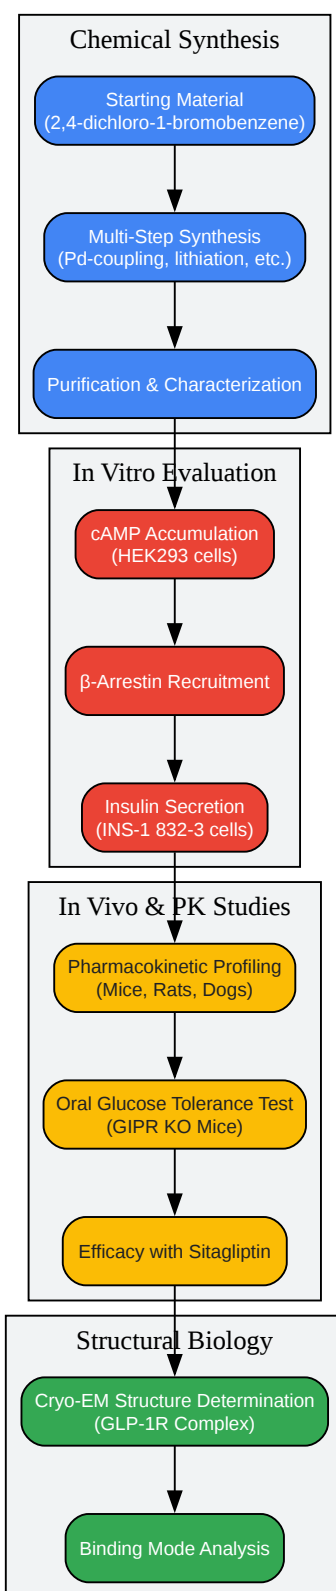 Chemical Synthesis
Starting Material
(2,4-dichloro-1-bromobenzene)
Multi-Step Synthesis
(Pd-coupling, lithiation, etc.)
Purification & Characterization
In Vitro Evaluation
cAMP Accumulation
(HEK293 cells)
β-Arrestin Recruitment
Insulin Secretion
(INS-1 832-3 cells)
In Vivo & PK Studies
Pharmacokinetic Profiling
(Mice, Rats, Dogs)
Oral Glucose Tolerance Test
(GIPR KO Mice)
Efficacy with Sitagliptin
Structural Biology
Cryo-EM Structure Determination
(GLP-1R Complex)
Binding Mode Analysis